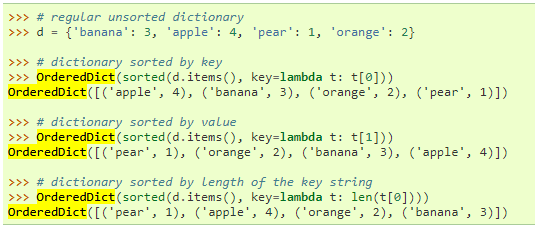 >>> # regular unsorted dictionary
>>> d = {'banana': 3, 'apple': 4, 'pear': 1, 'orange': 2}
>>> # dictionary sorted by key
>>> OrderedDict(sorted(d.items(), key=lambda t: t[0]))
OrderedDict([('apple', 4), ('banana', 3), ('orange', 2), ('pear', 1)])
>>> # dictionary sorted by value
>>> OrderedDict(sorted(d.items(), key=lambda t: t[1]))
OrderedDict([('pear', 1), ('orange', 2), ('banana', 3), ('apple', 4)])
>>> # dictionary sorted by length of the key string
>>> OrderedDict(sorted(d.items(), key=lambda t: len(t[0])))
OrderedDict([('pear', 1), ('apple', 4), ('orange', 2), ('banana', 3)])